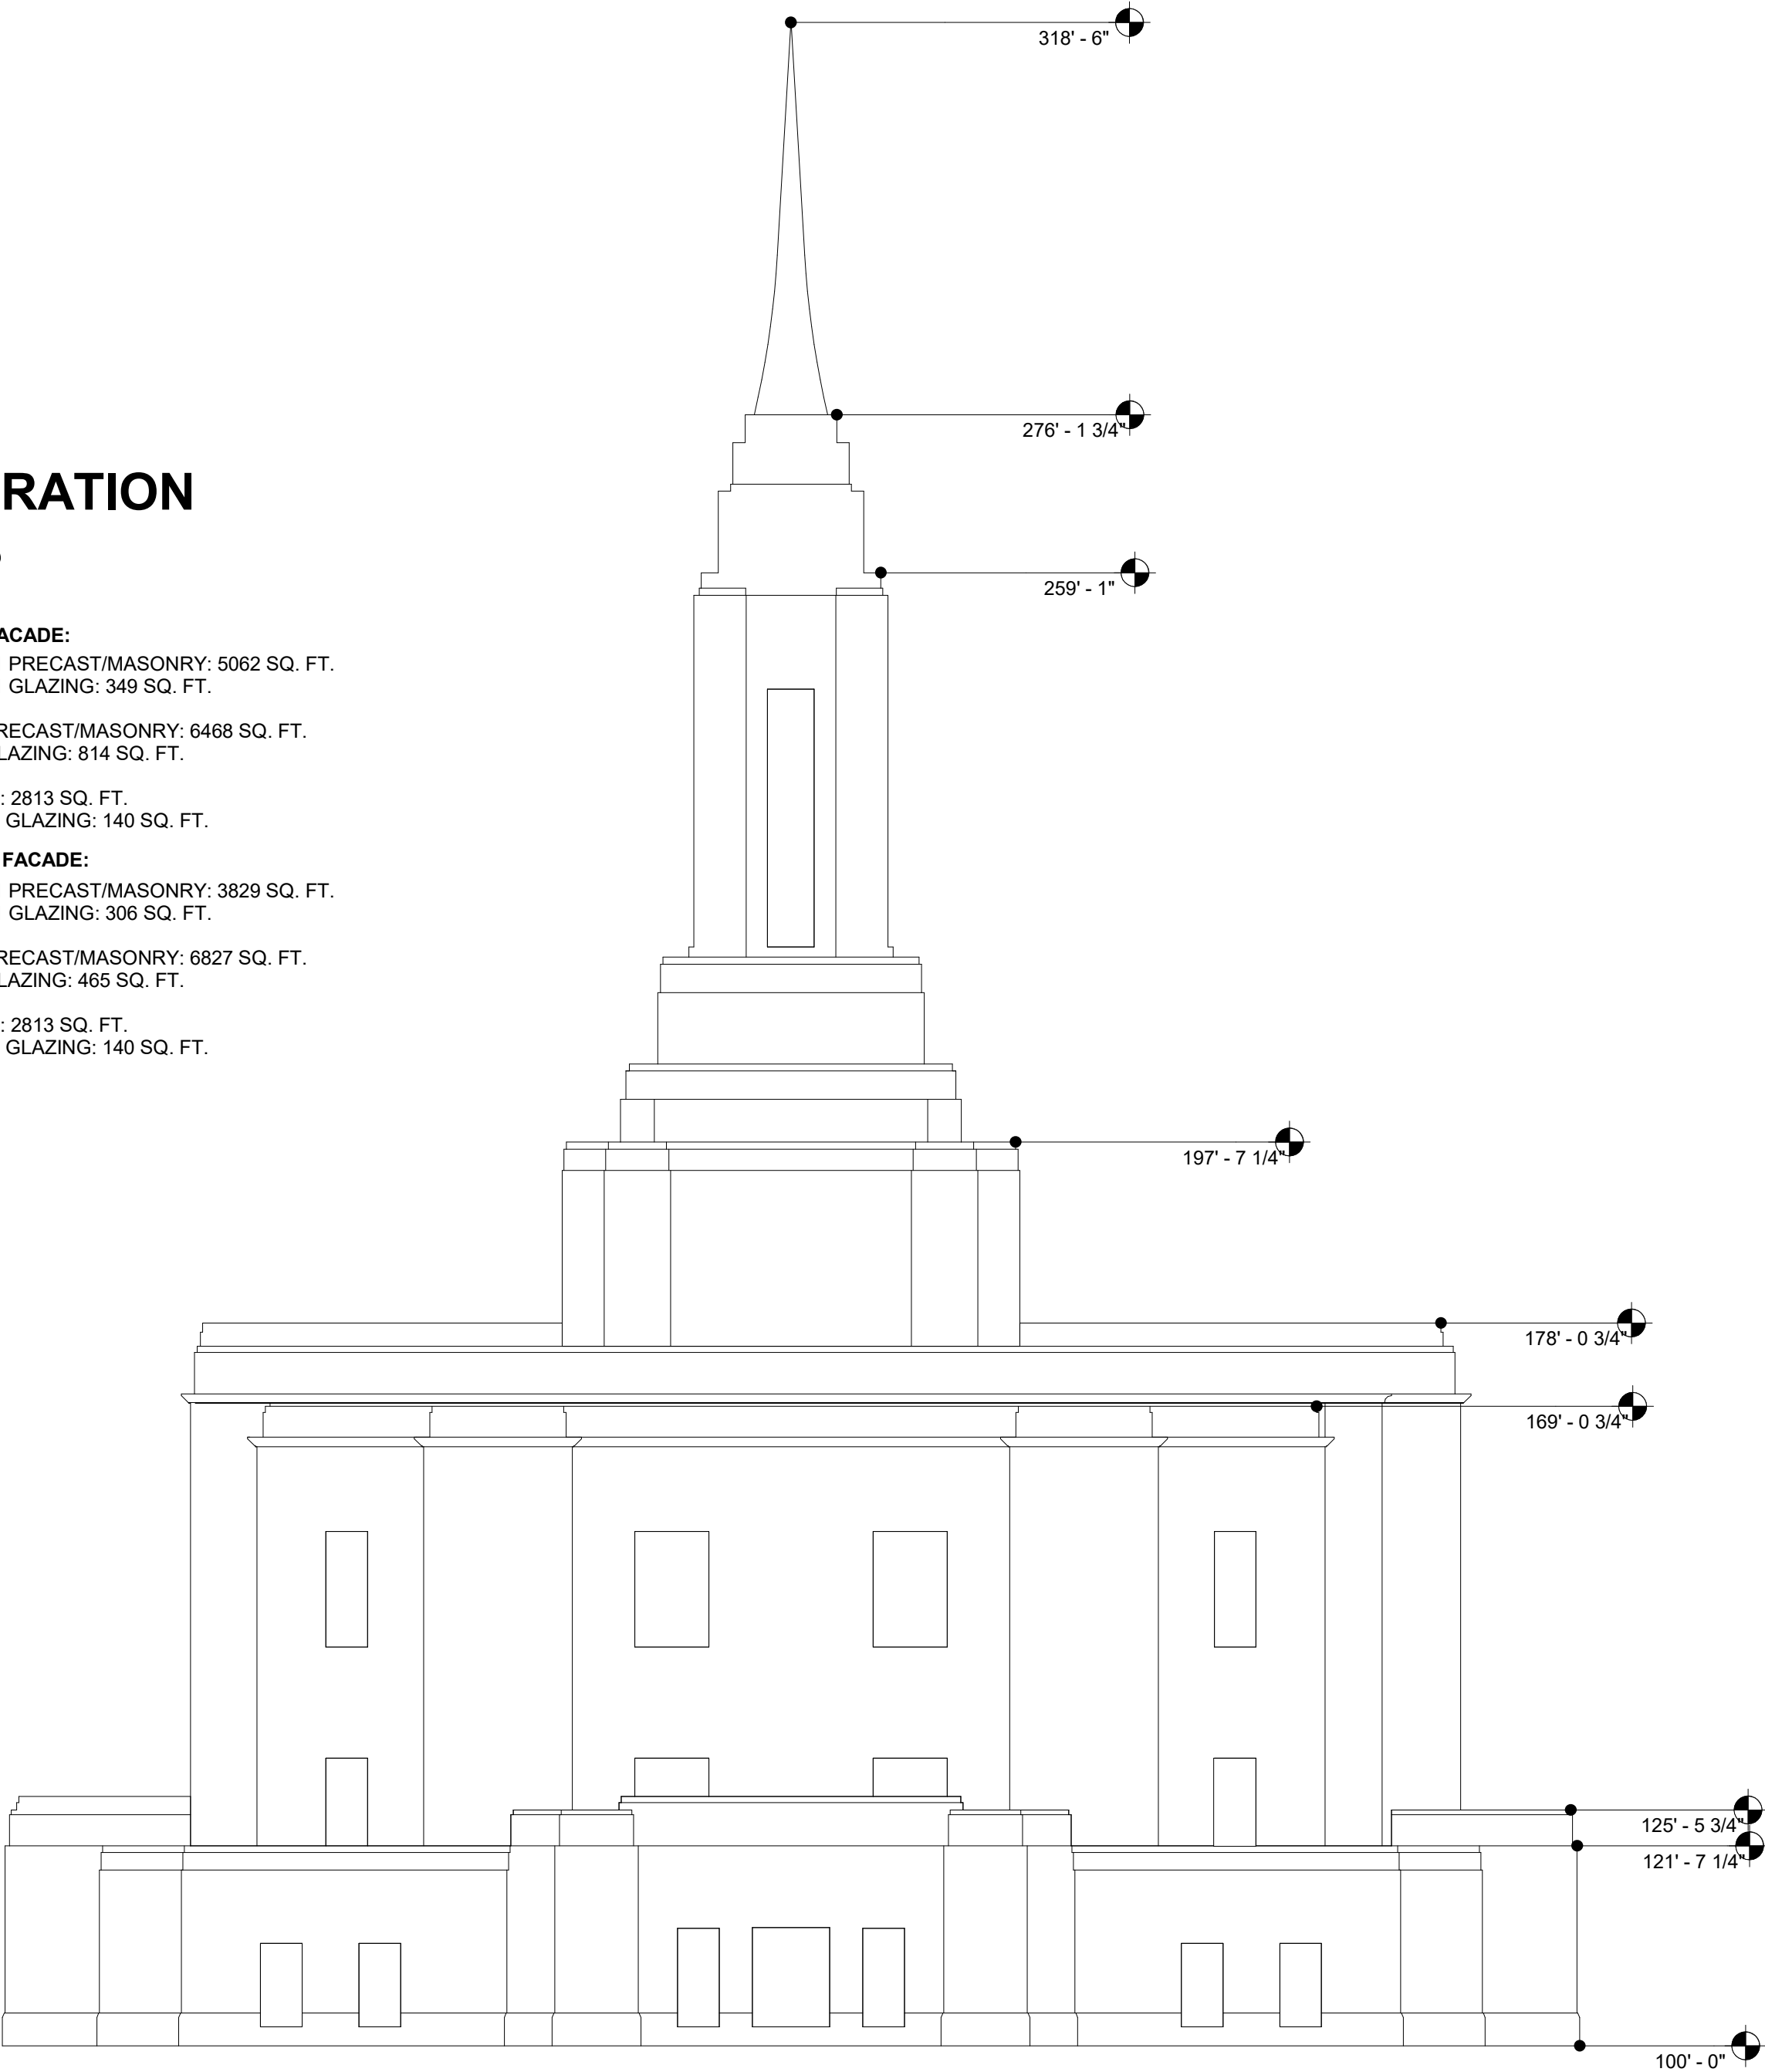 318' - 6"
276' - 1 3/4"
RATION
259' - 1"
ACADE:
PRECAST/MASONRY: 5062 SQ. FT.
GLAZING: 349 SQ. FT.
RECAST/MASONRY: 6468 SQ. FT.
LAZING: 814 SQ. FT.
: 2813 SQ. FT.
GLAZING: 140 SQ. FT.
FACADE:
PRECAST/MASONRY: 3829 SQ. FT.
GLAZING: 306 SQ. FT.
RECAST/MASONRY: 6827 SQ. FT.
LAZING: 465 SQ. FT.
: 2813 SQ. FT.
GLAZING: 140 SQ. FT.
197' - 7 1/4"
178' - 0 3/4"
169' - 0 3/4"
125' - 5 3/4"
121' - 7 1/4"
100' - 0"